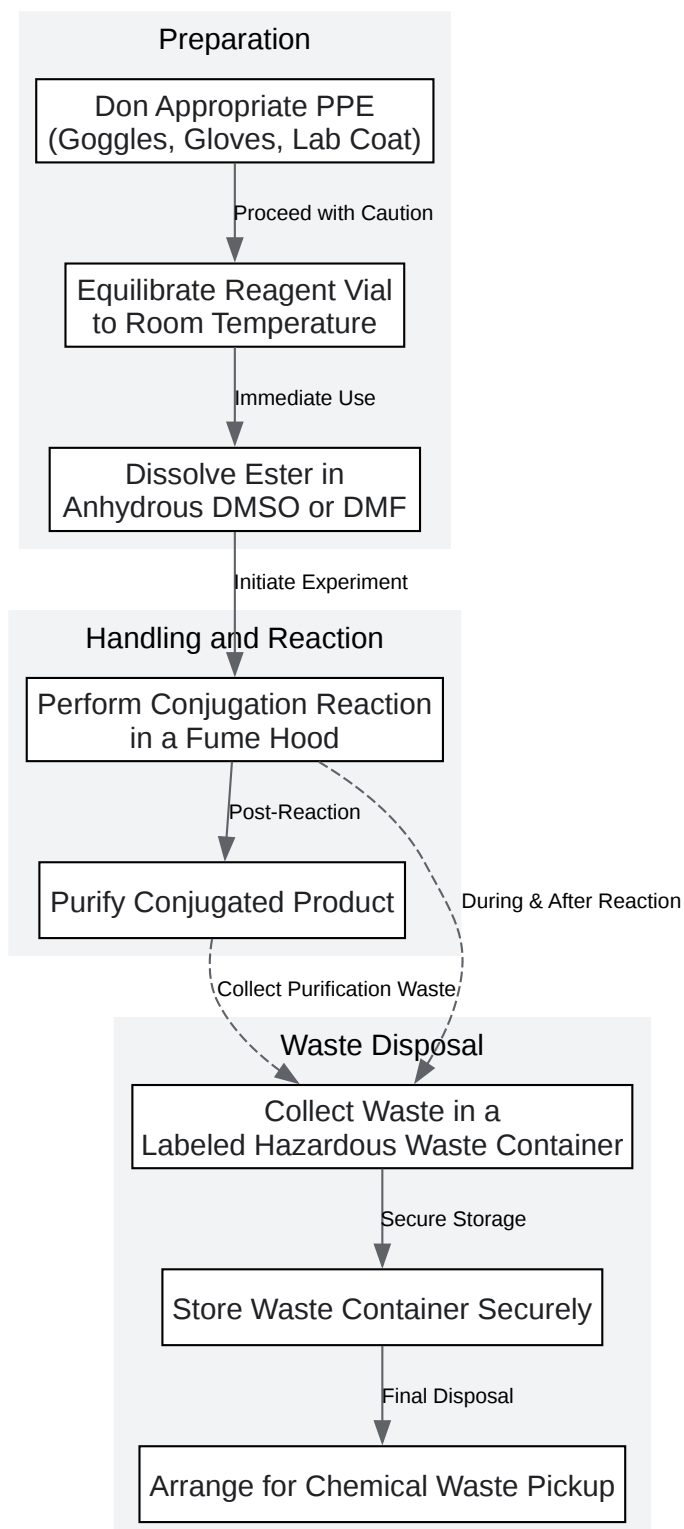 Preparation
Don Appropriate PPE
(Goggles, Gloves, Lab Coat)
Proceed with Caution
Equilibrate Reagent Vial
to Room Temperature
Immediate Use
Dissolve Ester in
Anhydrous DMSO or DMF
Initiate Experiment
Handling and Reaction
Perform Conjugation Reaction
in a Fume Hood
Post-Reaction
Purify Conjugated Product
During & After Reaction
Collect Purification Waste
Waste Disposal
Collect Waste in a
Labeled Hazardous Waste Container
Secure Storage
Store Waste Container Securely
Final Disposal
Arrange for Chemical Waste Pickup